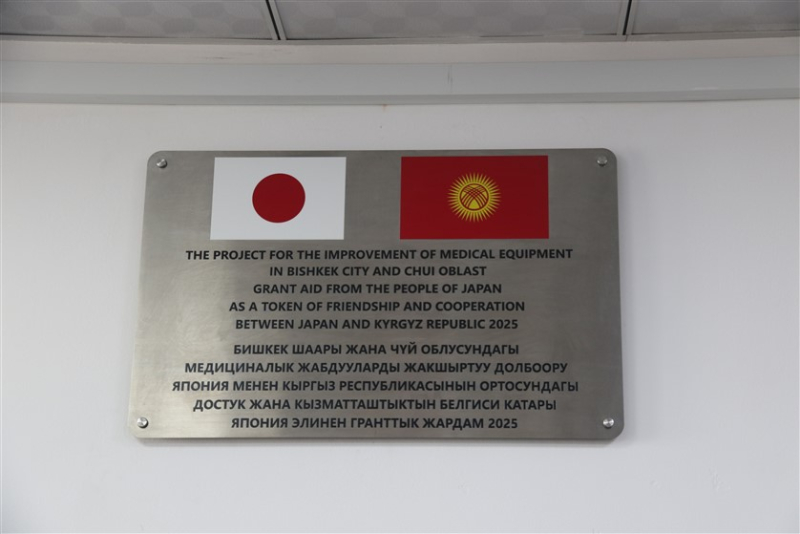 THE PROJECT FOR THE IMPROVEMENT OF MEDICAL EQUIPMENT
IN BISHKEK CITY AND CHUI OBLAST
GRANT AID FROM THE PEOPLE OF JAPAN
AS A TOKEN OF FRIENDSHIP AND COOPERATION
BETWEEN JAPAN AND KYRGYZ REPUBLIC 2025
БИШКЕК ШААРЫ ЖАНА ЧҮЙ ОБЛУСУНДАГЫ
МЕДИЦИНАЛЫК ЖАБДУУЛАРДЫ ЖАКШЫРТУУ ДОЛБООРУ
ЯПОНИЯ МЕНЕН КЫРГЫЗ РЕСПУБЛИКАСЫНЫН ОРТОСУНДАГЫ
ДОСТУК ЖАНА КЫЗМАТТАШТЫКТЫН БЕЛГИСИ КАТАРЫ
ЯПОНИЯ ЭЛИНЕН ГРАНТТЫК ЖАРДАМ 2025